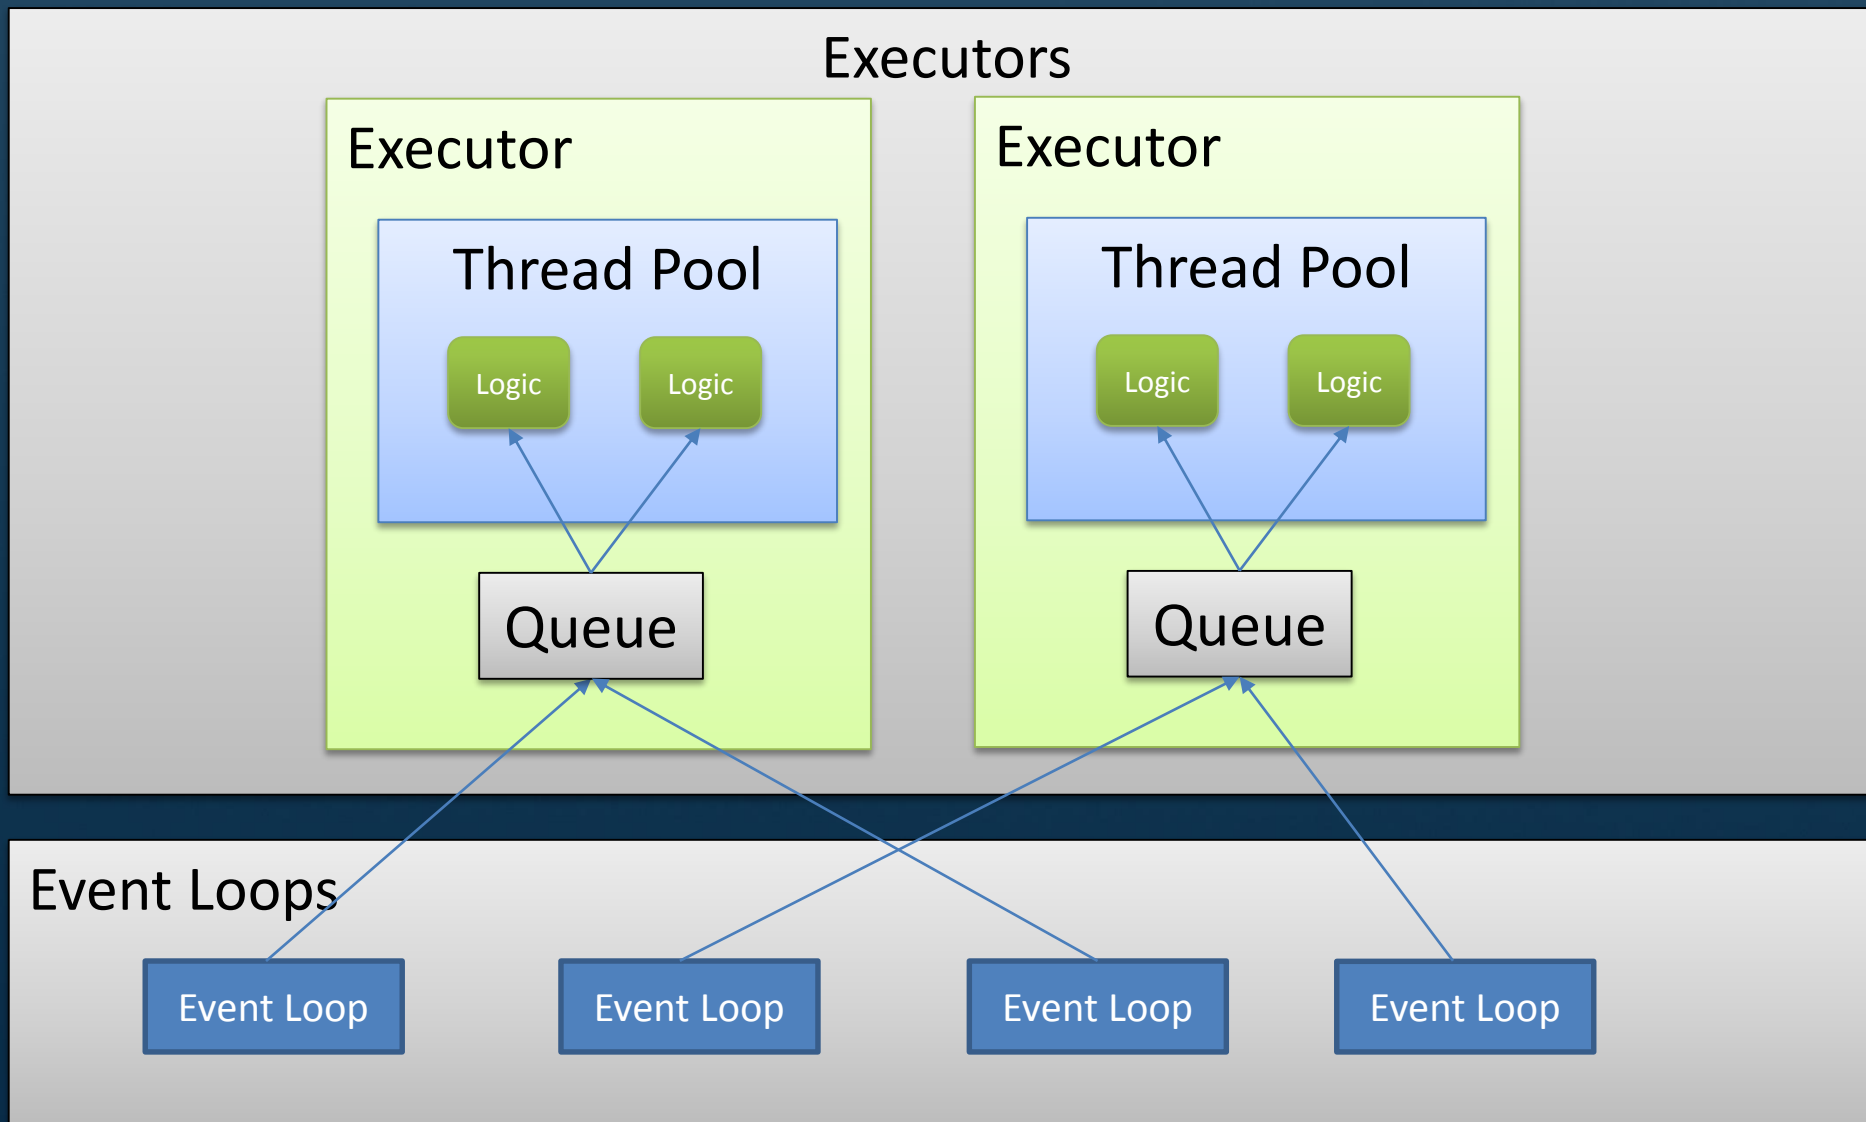 Executors
Executor
Thread Pool
Logic
Logic
Queue
Executor
Thread Pool
Logic
Logic
Queue
Event Loops
Event Loop
Event Loop
Event Loop
Event Loop